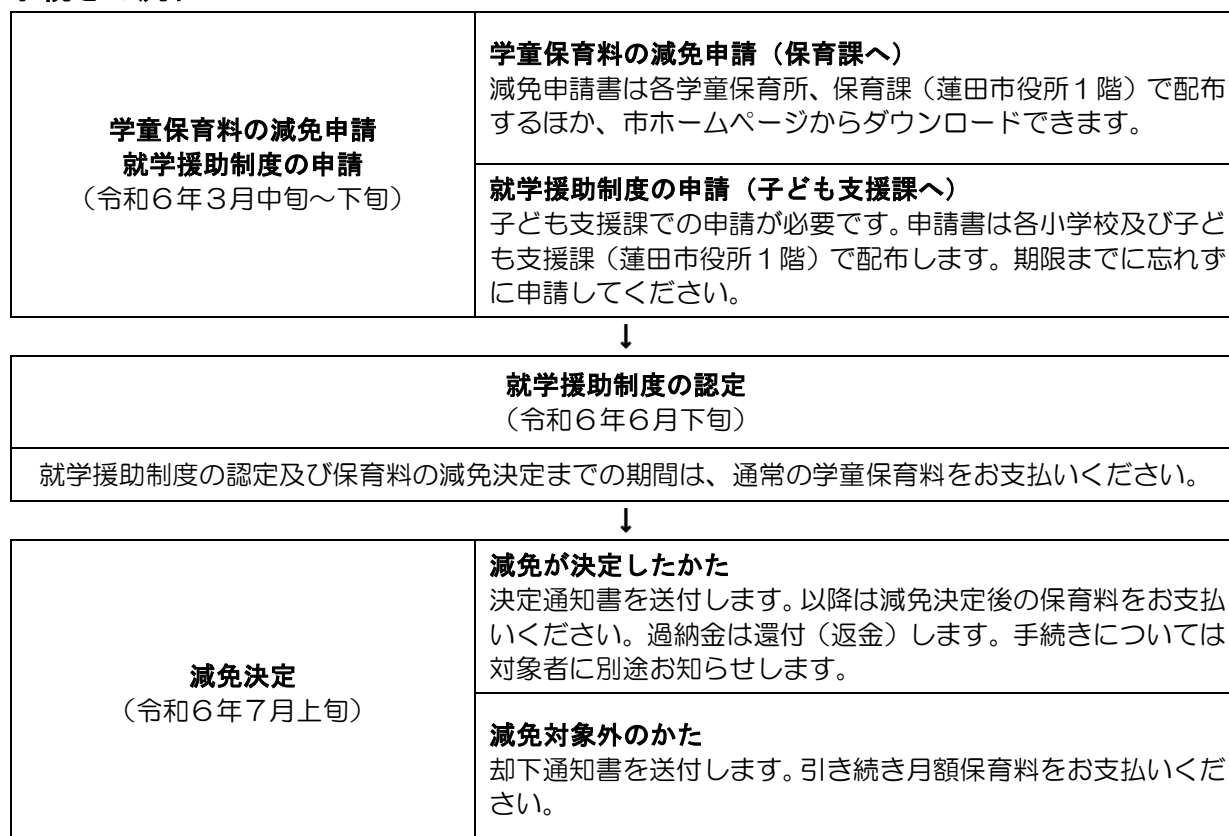 学童保育料の減免申請
就学援助制度の申請
（令和６年３月中旬～下旬）
学童保育料の減免申請（保育課へ）
減免申請書は各学童保育所、保育課（蓮田市役所１階）で配布
するほか、市ホームページからダウンロードできます。
就学援助制度の申請（子ども支援課へ）
子ども支援課での申請が必要です。申請書は各小学校及び子ど
も支援課（蓮田市役所１階）で配布します。期限までに忘れず
に申請してください。
↓
就学援助制度の認定
（令和６年６月下旬）
就学援助制度の認定及び保育料の減免決定までの期間は、通常の学童保育料をお支払いください。
↓
減免決定
（令和６年７月上旬）
減免が決定したかた
決定通知書を送付します。以降は減免決定後の保育料をお支払
いください。過納金は還付（返金）します。手続きについては
対象者に別途お知らせします。
減免対象外のかた
却下通知書を送付します。引き続き月額保育料をお支払いくだ
さい。